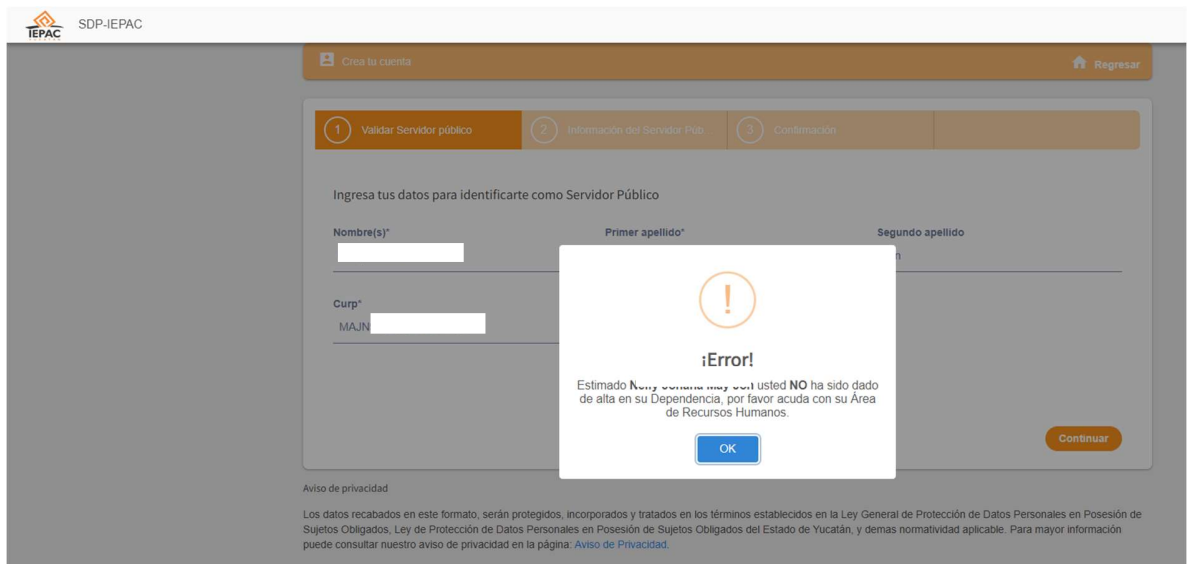 IEPAC
SDP-IEPAC
Crea tu cuenta
Regresar
1 Validar Servidor público
2 Información del Servidor Púb...
3 Confirmación
Ingresa tus datos para identificarte como Servidor Público
Nombre(s)*
Primer apellido*
Segundo apellido
n
Curp*
MAJN
¡Error!
Estimado usted NO ha sido dado
de alta en su Dependencia, por favor acuda con su Área
de Recursos Humanos.
OK
Continuar
Aviso de privacidad
Los datos recabados en este formato, serán protegidos, incorporados y tratados en los términos establecidos en la Ley General de Protección de Datos Personales en Posesión de
Sujetos Obligados, Ley de Protección de Datos Personales en Posesión de Sujetos Obligados del Estado de Yucatán, y demas normatividad aplicable. Para mayor información
puede consultar nuestro aviso de privacidad en la página: Aviso de Privacidad.